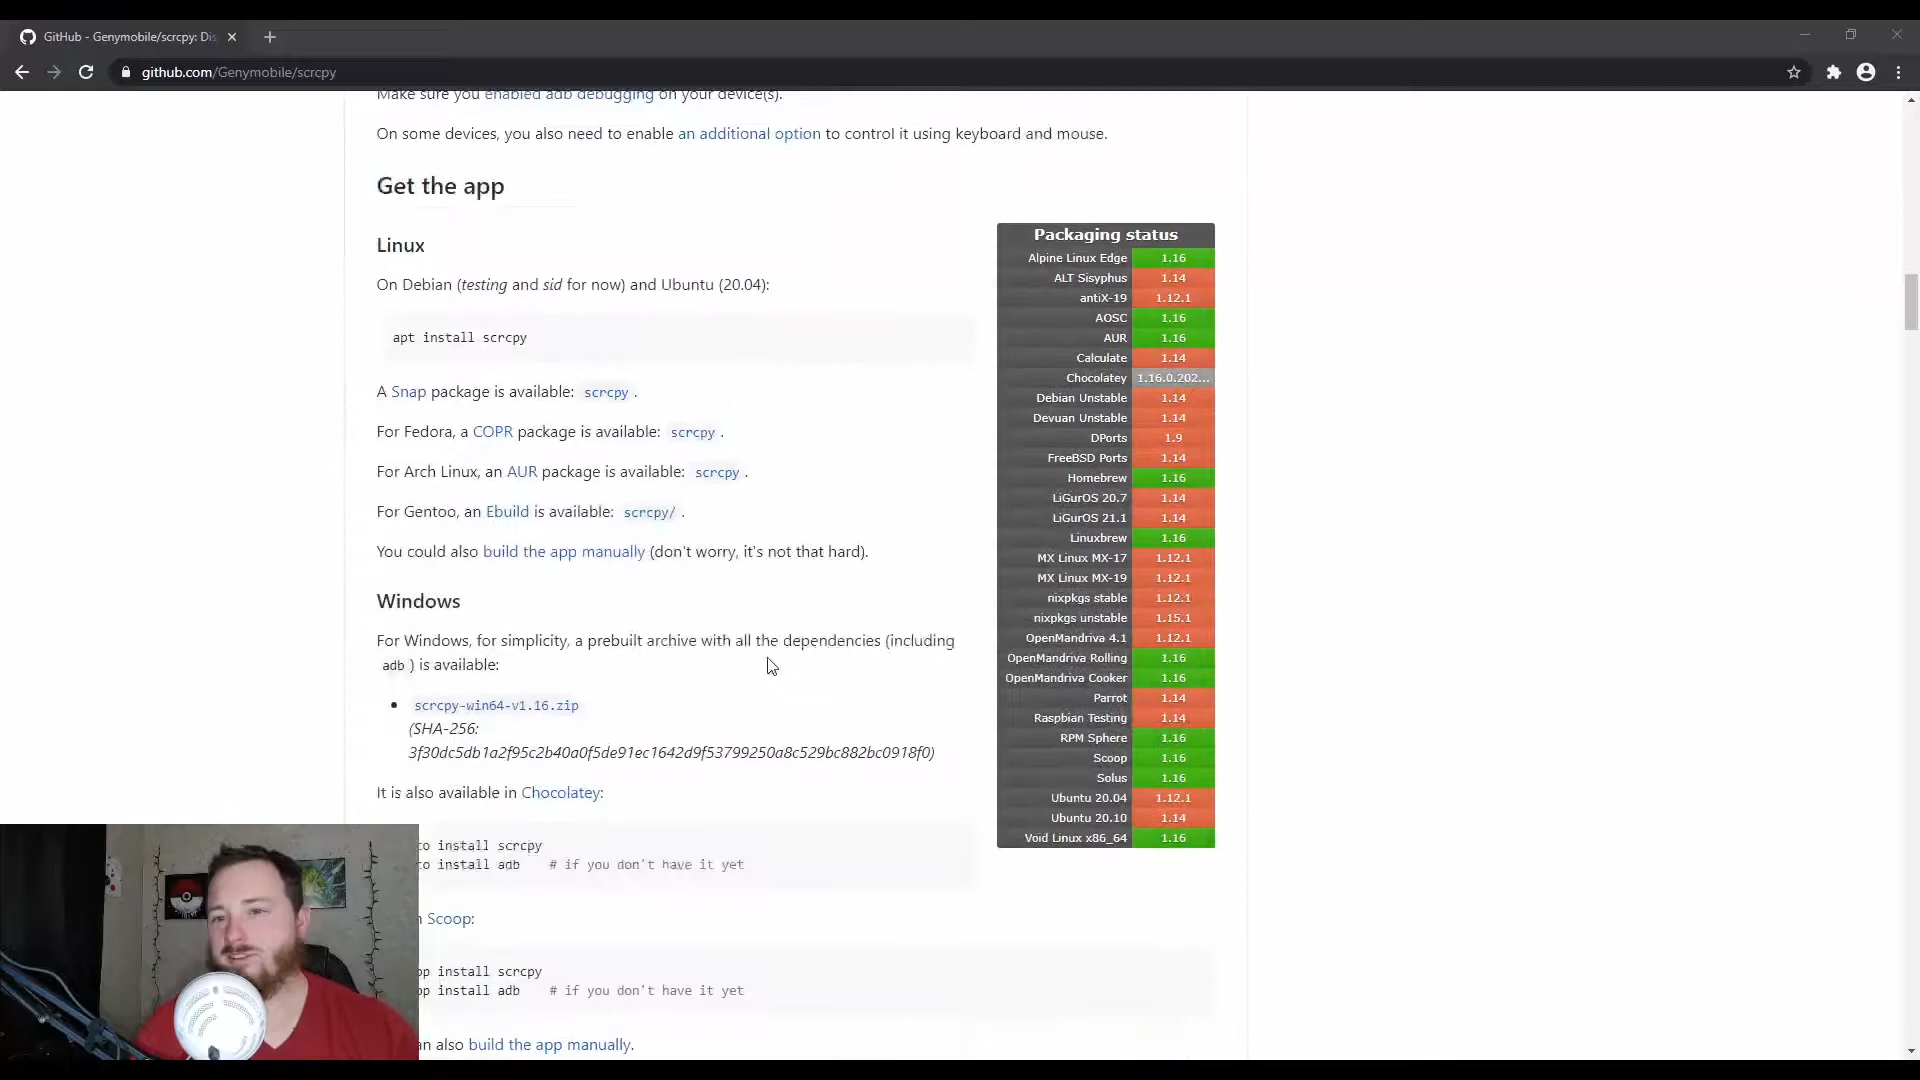 GitHub - Genymobile/scrcpy: Dis
github.com/Genymobile/scrcpy
Make sure you enabled adb debugging on your device(s).
On some devices, you also need to enable an additional option to control it using keyboard and mouse.
Get the app
Linux
On Debian (testing and sid for now) and Ubuntu (20.04):
apt install scrcpy
A Snap package is available: scrcpy .
For Fedora, a COPR package is available: scrcpy .
For Arch Linux, an AUR package is available: scrcpy .
For Gentoo, an Ebuild is available: scrcpy/ .
You could also build the app manually (don't worry, it's not that hard).
Windows
For Windows, for simplicity, a prebuilt archive with all the dependencies (including
adb ) is available:
scrcpy-win64-v1.16.zip
(SHA-256:
3f30dc5db1a2f95c2b40a0f5de91ec1642d9f53799250a8c529bc882bc0918f0)
It is also available in Chocolatey:
co install scrcpy
co install adb # if you don't have it yet
n Scoop:
op install scrcpy
op install adb # if you don't have it yet
an also build the app manually.
Packaging status
Alpine Linux Edge 1.16
ALT Sisyphus 1.14
antiX-19 1.12.1
AOSC 1.16
AUR 1.16
Calculate 1.14
Chocolatey 1.16.0.202...
Debian Unstable 1.14
Devuan Unstable 1.14
DPorts 1.9
FreeBSD Ports 1.14
Homebrew 1.16
LiGurOS 20.7 1.14
LiGurOS 21.1 1.14
Linuxbrew 1.16
MX Linux MX-17 1.12.1
MX Linux MX-19 1.12.1
nixpkgs stable 1.12.1
nixpkgs unstable 1.15.1
OpenMandriva 4.1 1.12.1
OpenMandriva Rolling 1.16
OpenMandriva Cooker 1.16
Parrot 1.14
Raspbian Testing 1.14
RPM Sphere 1.16
Scoop 1.16
Solus 1.16
Ubuntu 20.04 1.12.1
Ubuntu 20.10 1.14
Void Linux x86_64 1.16